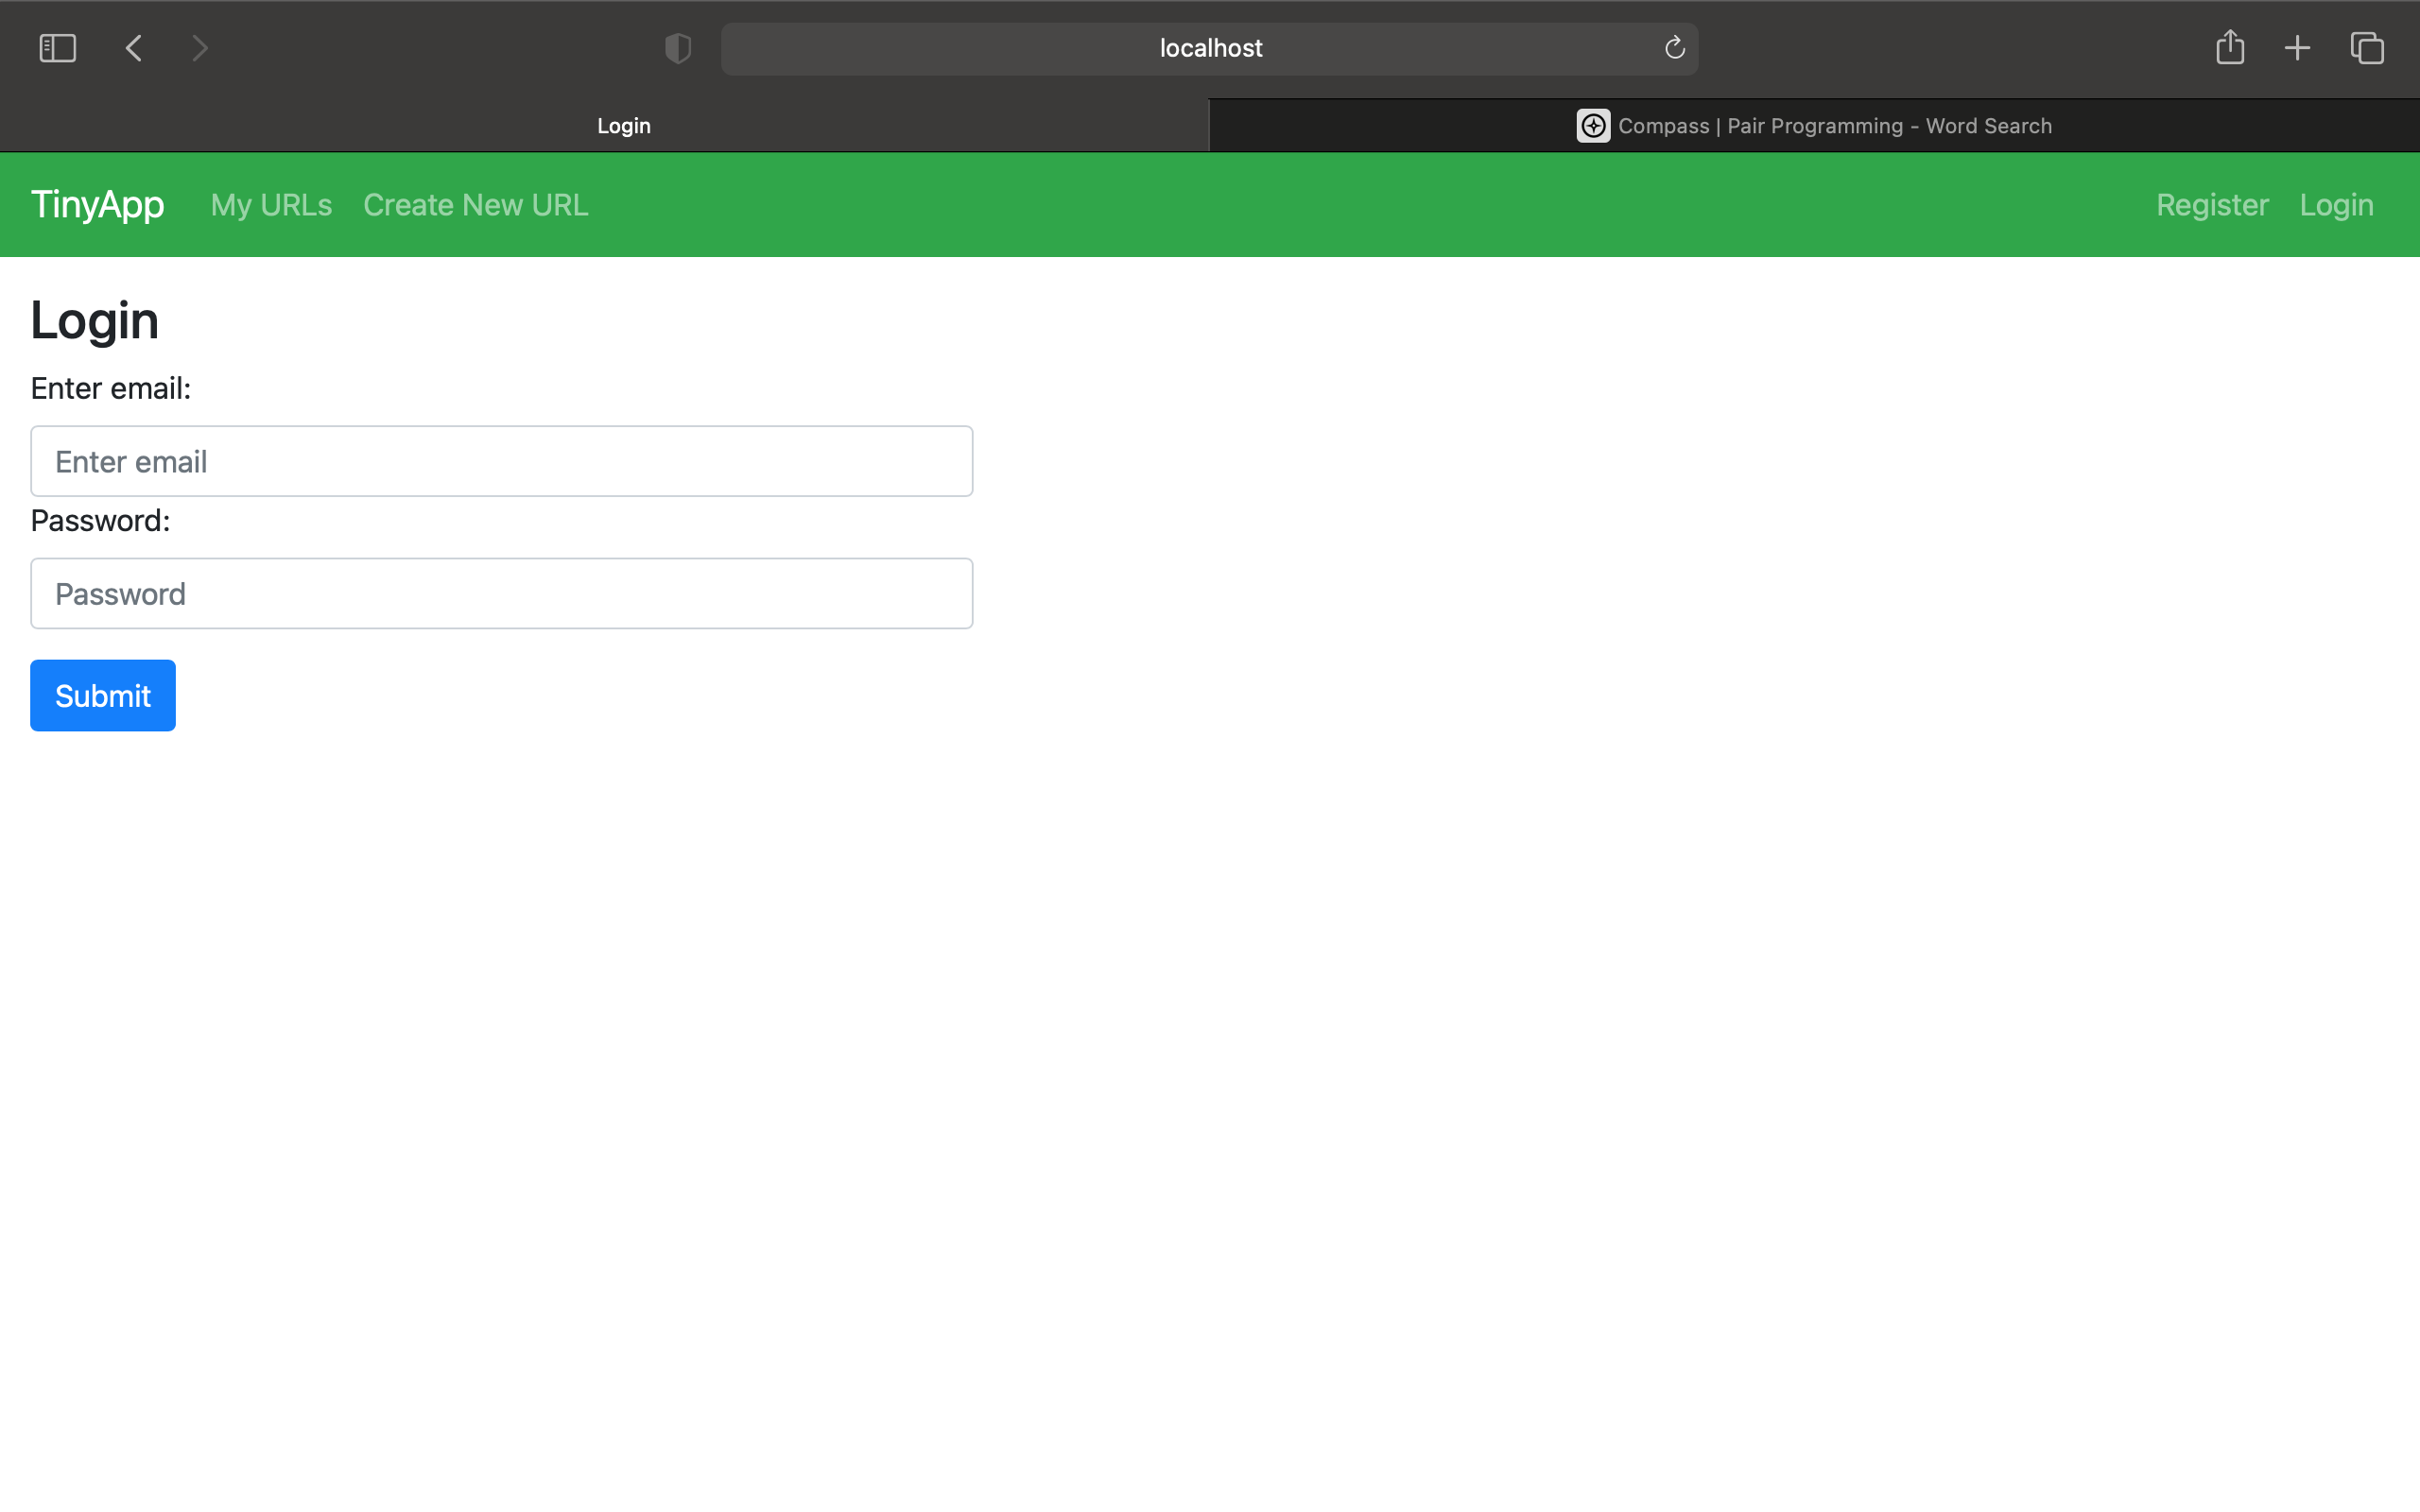 localhost
Login
Compass | Pair Programming - Word Search
TinyApp My URLs Create New URL Register Login
Login
Enter email:
Enter email
Password:
Password
Submit